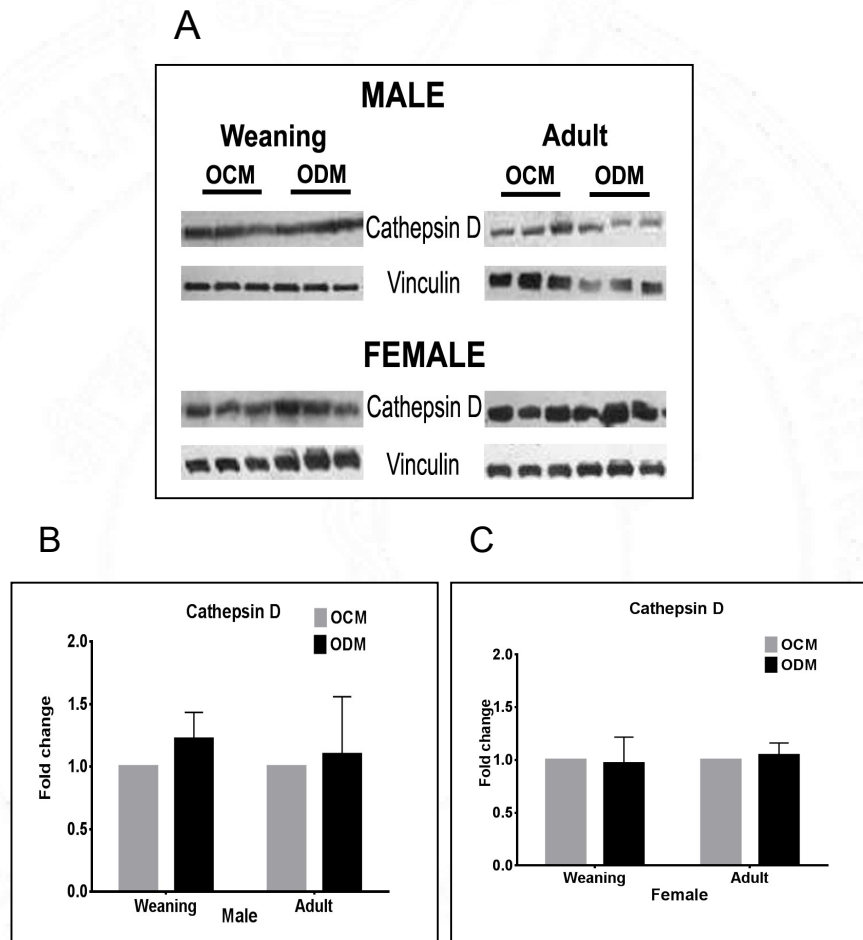 A
MALE
Weaning Adult
OCM ODM OCM ODM
Cathepsin D
Vinculin
FEMALE
Cathepsin D
Vinculin
B
Cathepsin D
OCM
ODM
Fold change
2.0
1.5
1.0
0.5
0.0
Weaning Adult
Male
C
Cathepsin D
OCM
ODM
Fold change
2.0
1.5
1.0
0.5
0.0
Weaning Adult
Female